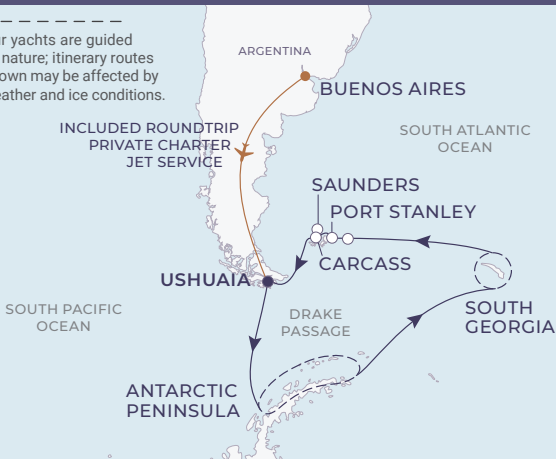 ur yachts are guided
nature; itinerary routes
own may be affected by
eather and ice conditions.
ARGENTINA
BUENOS AIRES
INCLUDED ROUNDTRIP
PRIVATE CHARTER
JET SERVICE
SOUTH ATLANTIC
OCEAN
SAUNDERS
PORT STANLEY
CARCASS
USHUAIA
SOUTH PACIFIC
OCEAN
DRAKE
PASSAGE
SOUTH
GEORGIA
ANTARCTIC
PENINSULA